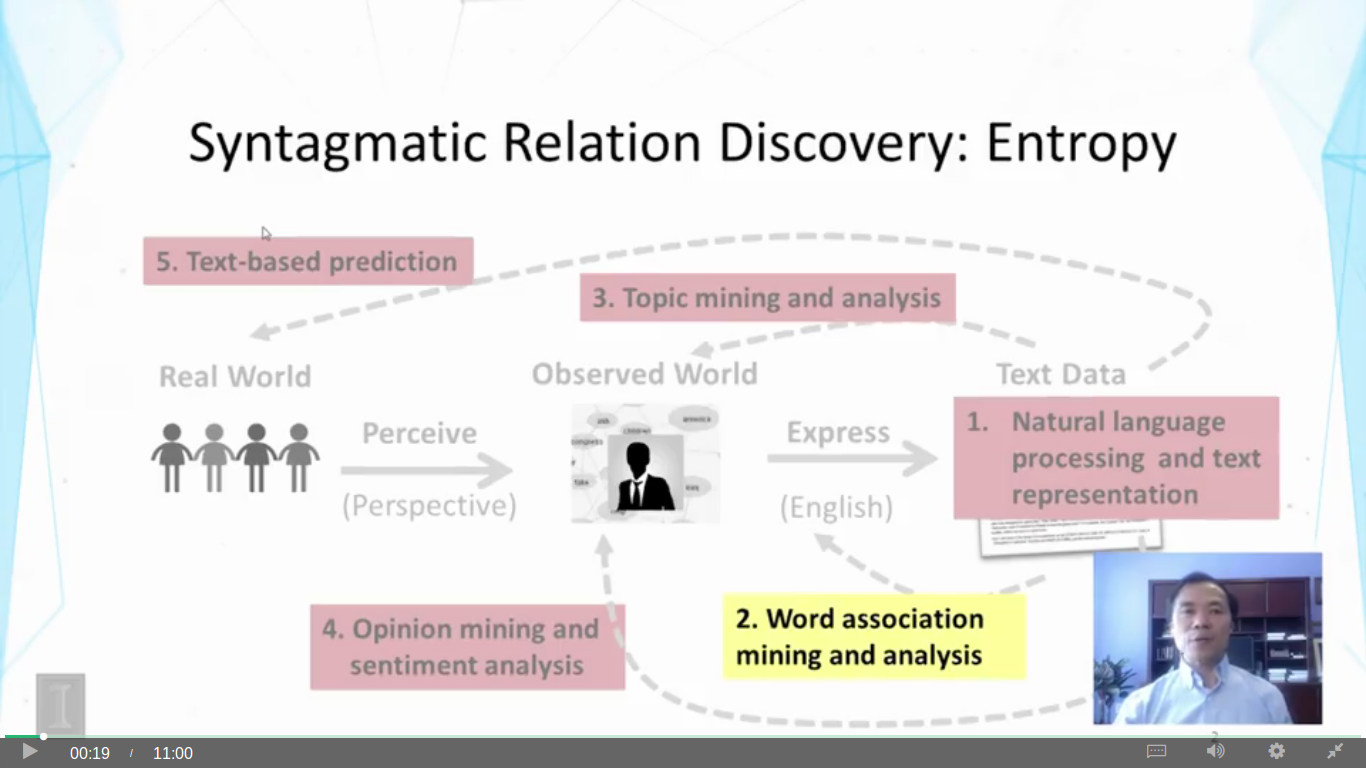 Syntagmatic Relation Discovery: Entropy
5. Text-based prediction
3. Topic mining and analysis
Real World
Observed World
Text Data
Perceive
(Perspective)
Express
(English)
1. Natural language
processing and text
representation
4. Opinion mining and
sentiment analysis
2. Word association
mining and analysis
I
2
00:19 / 11:00